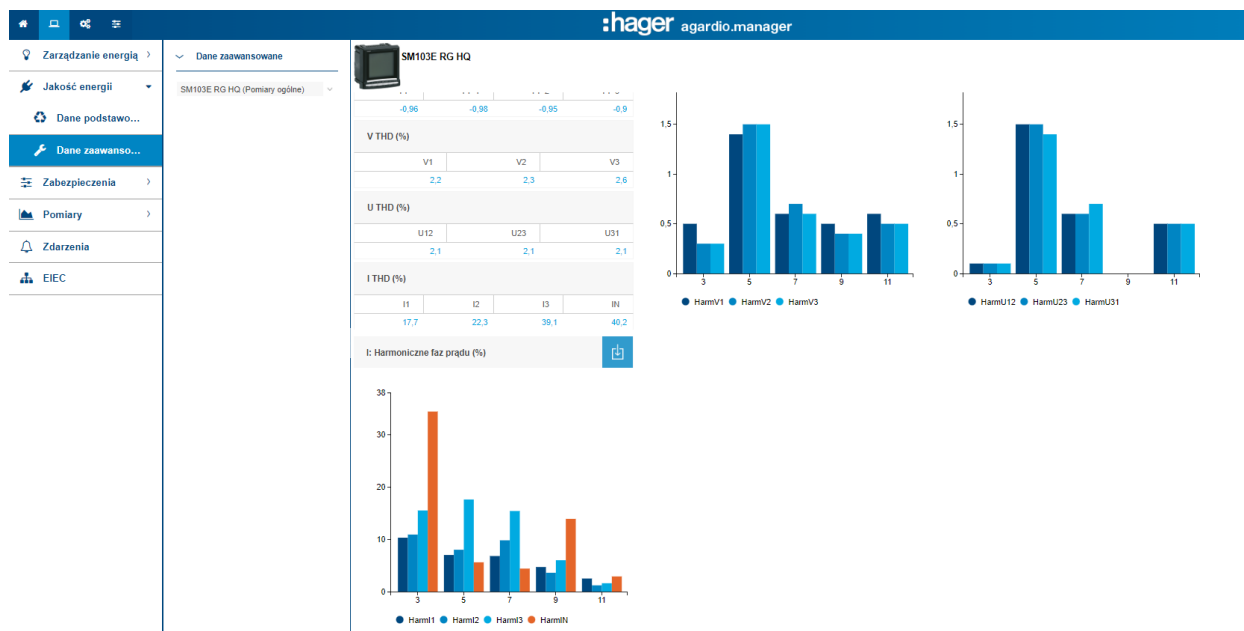 :hager agardio.manager
Zarządzanie energią
Jakość energii
Dane podstawo...
Dane zaawanso...
Zabezpieczenia
Pomiary
Zdarzenia
EIEC
Dane zaawansowane
SM103E RG HQ (Pomiary ogólne)
SM103E RG HQ
-0,96 -0,98 -0,95 -0,9
V THD (%)
V1 V2 V3
2,2 2,3 2,6
U THD (%)
U12 U23 U31
2,1 2,1 2,1
I THD (%)
I1 I2 I3 IN
17,7 22,3 39,1 40,2
I: Harmoniczne faz prądu (%)
38
30
20
10
0
3 5 7 9 11
HarmI1 HarmI2 HarmI3 HarmIN
1,5
1
0,5
0
3 5 7 9 11
HarmV1 HarmV2 HarmV3
1,5
1
0,5
0
3 5 7 9 11
HarmU12 HarmU23 HarmU31